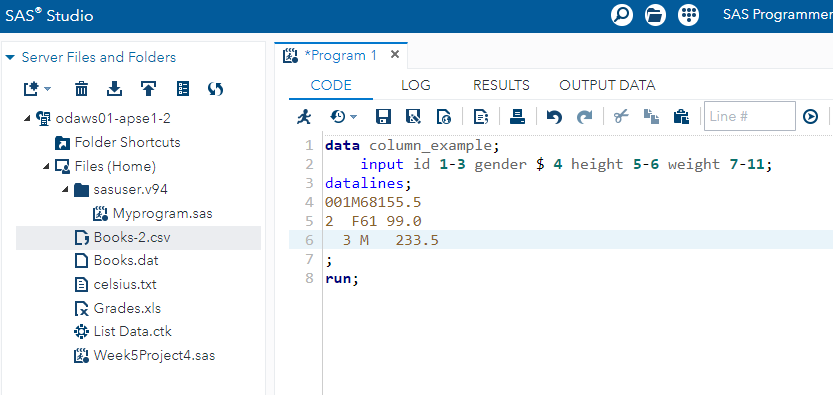 SAS® Studio
SAS Programmer
Server Files and Folders
odaws01-apse1-2
Folder Shortcuts
Files (Home)
sasuser.v94
Myprogram.sas
Books-2.csv
Books.dat
celsius.txt
Grades.xls
List Data.ctk
Week5Project4.sas
*Program 1
CODE LOG RESULTS OUTPUT DATA
Line #
1 data column_example;
2     input id 1-3 gender $ 4 height 5-6 weight 7-11;
3 datalines;
4 001M68155.5
5 2  F61 99.0
6   3 M   233.5
7 ;
8 run;